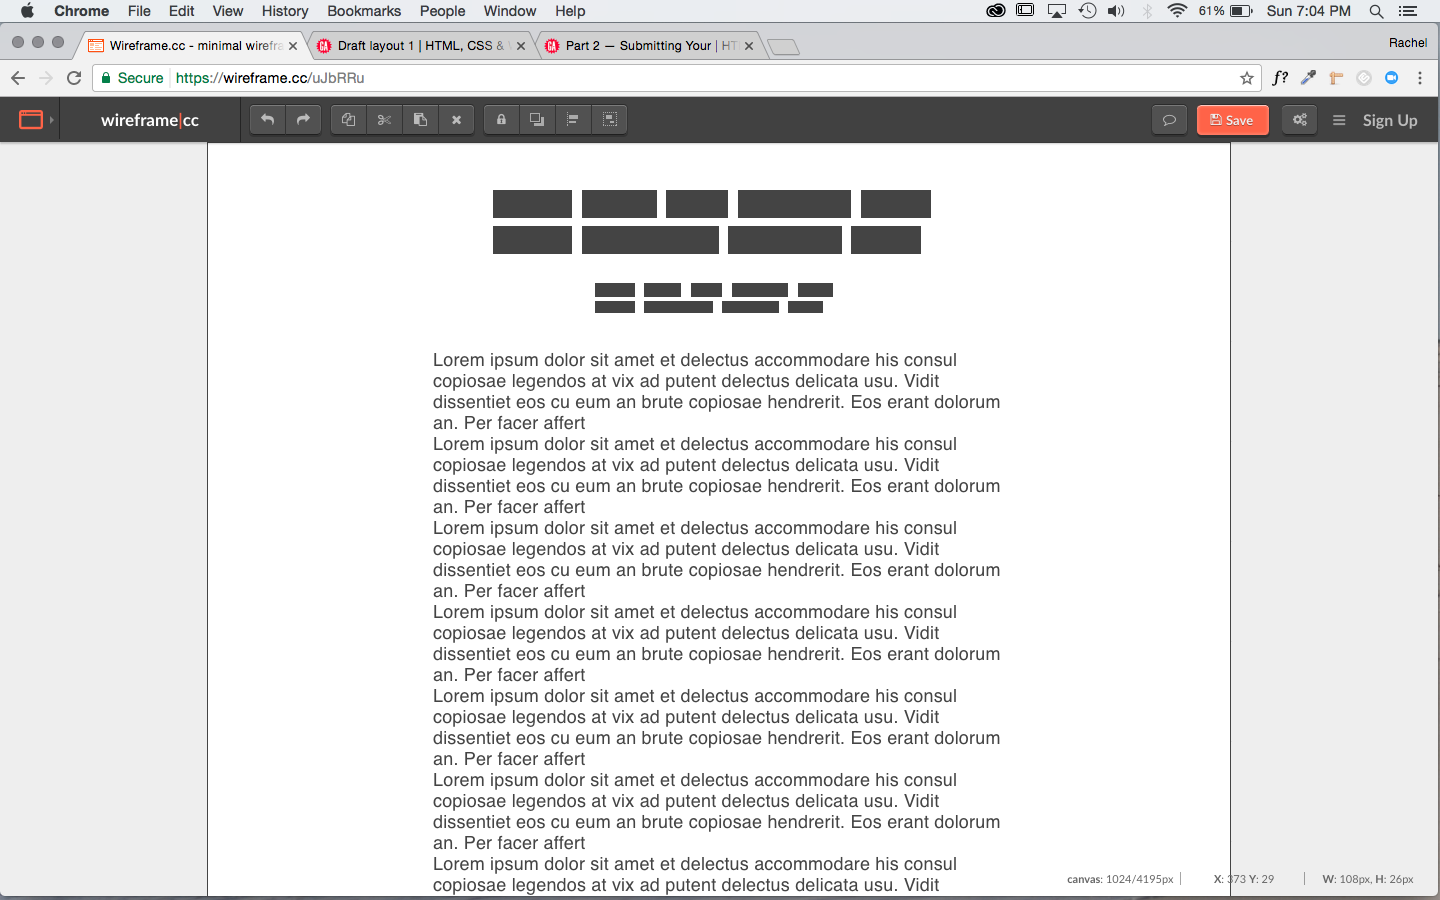 Chrome File Edit View History Bookmarks People Window Help 61% Sun 7:04 PM
Wireframe.cc - minimal wirefra Draft layout 1 | HTML, CSS & Part 2 — Submitting Your | HT Rachel
Secure https://wireframe.cc/uJbRRu f?
wireframe|cc Save Sign Up
Lorem ipsum dolor sit amet et delectus accommodare his consul
copiosae legendos at vix ad putent delectus delicata usu. Vidit
dissentiet eos cu eum an brute copiosae hendrerit. Eos erant dolorum
an. Per facer affert
Lorem ipsum dolor sit amet et delectus accommodare his consul
copiosae legendos at vix ad putent delectus delicata usu. Vidit
dissentiet eos cu eum an brute copiosae hendrerit. Eos erant dolorum
an. Per facer affert
Lorem ipsum dolor sit amet et delectus accommodare his consul
copiosae legendos at vix ad putent delectus delicata usu. Vidit
dissentiet eos cu eum an brute copiosae hendrerit. Eos erant dolorum
an. Per facer affert
Lorem ipsum dolor sit amet et delectus accommodare his consul
copiosae legendos at vix ad putent delectus delicata usu. Vidit
dissentiet eos cu eum an brute copiosae hendrerit. Eos erant dolorum
an. Per facer affert
Lorem ipsum dolor sit amet et delectus accommodare his consul
copiosae legendos at vix ad putent delectus delicata usu. Vidit
dissentiet eos cu eum an brute copiosae hendrerit. Eos erant dolorum
an. Per facer affert
Lorem ipsum dolor sit amet et delectus accommodare his consul
copiosae legendos at vix ad putent delectus delicata usu. Vidit
dissentiet eos cu eum an brute copiosae hendrerit. Eos erant dolorum
an. Per facer affert
Lorem ipsum dolor sit amet et delectus accommodare his consul
copiosae legendos at vix ad putent delectus delicata usu. Vidit
canvas: 1024/4195px X: 373 Y: 29 W: 108px, H: 26px